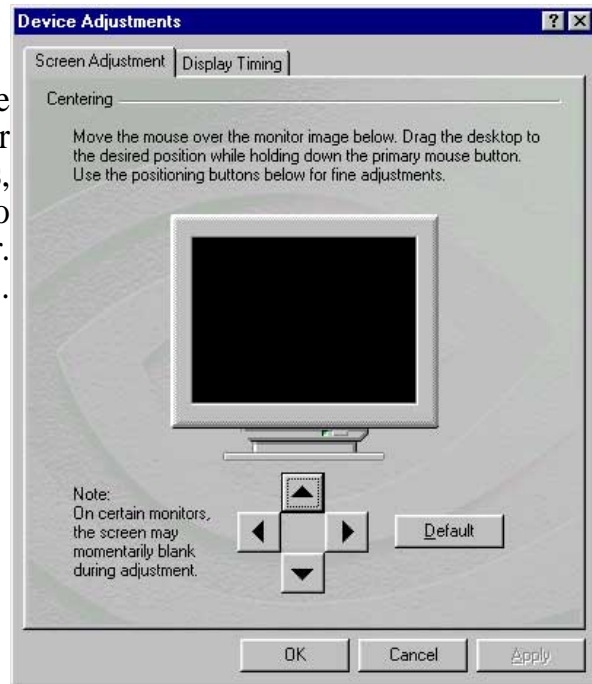 Device Adjustments
Screen Adjustment Display Timing
Centering
Move the mouse over the monitor image below. Drag the desktop to
the desired position while holding down the primary mouse button.
Use the positioning buttons below for fine adjustments.
Note:
On certain monitors,
the screen may
momentarily blank
during adjustment.
Default
OK Cancel Apply